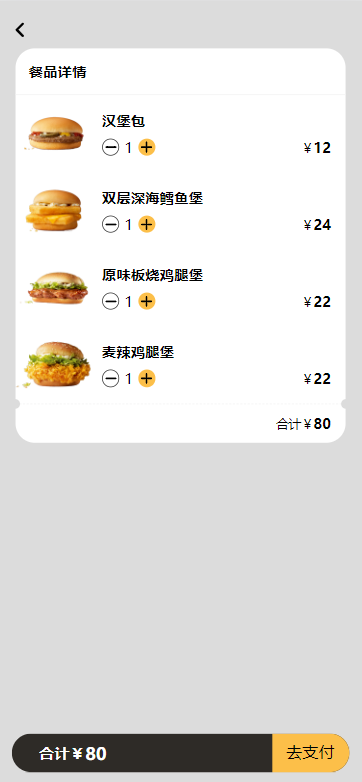 餐品详情
汉堡包
1
￥12
双层深海鳕鱼堡
1
￥24
原味板烧鸡腿堡
1
￥22
麦辣鸡腿堡
1
￥22
合计￥80
合计￥80
去支付